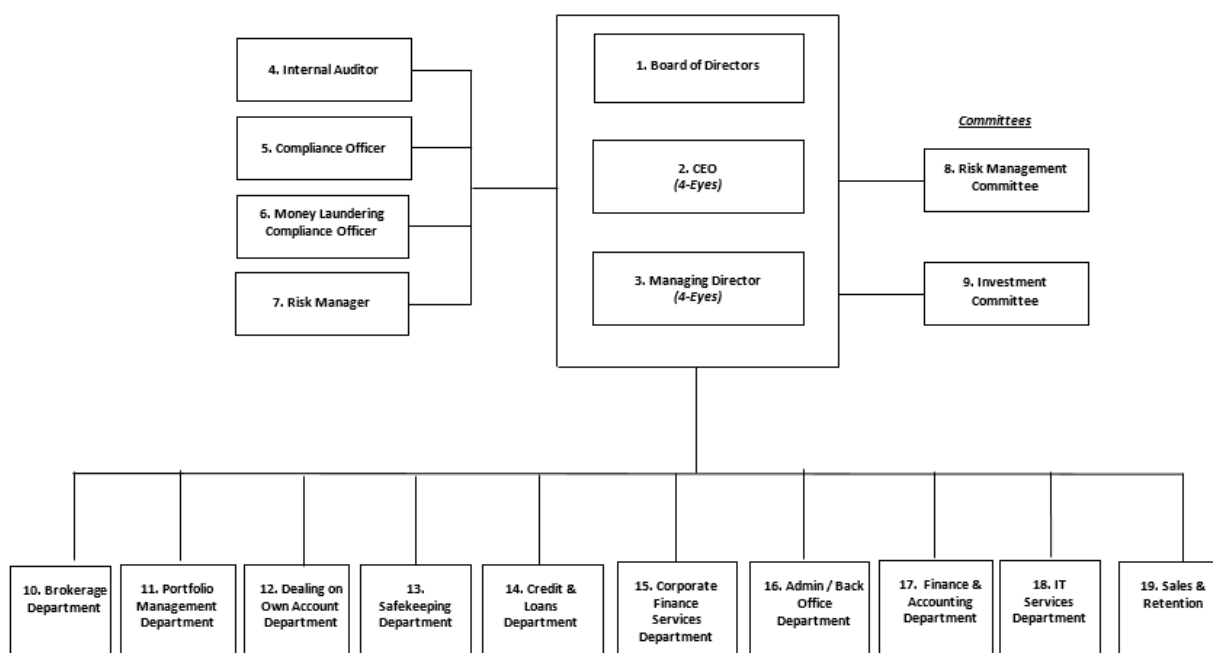 1. Board of Directors
2. CEO
(4-Eyes)
3. Managing Director
(4-Eyes)
4. Internal Auditor
5. Compliance Officer
6. Money Laundering
Compliance Officer
7. Risk Manager
Committees
8. Risk Management
Committee
9. Investment
Committee
10. Brokerage
Department
11. Portfolio
Management
Department
12. Dealing on
Own Account
Department
13.
Safekeeping
Department
14. Credit &
Loans
Department
15. Corporate
Finance
Services
Department
16. Admin / Back
Office
Department
17. Finance &
Accounting
Department
18. IT
Services
Department
19. Sales &
Retention